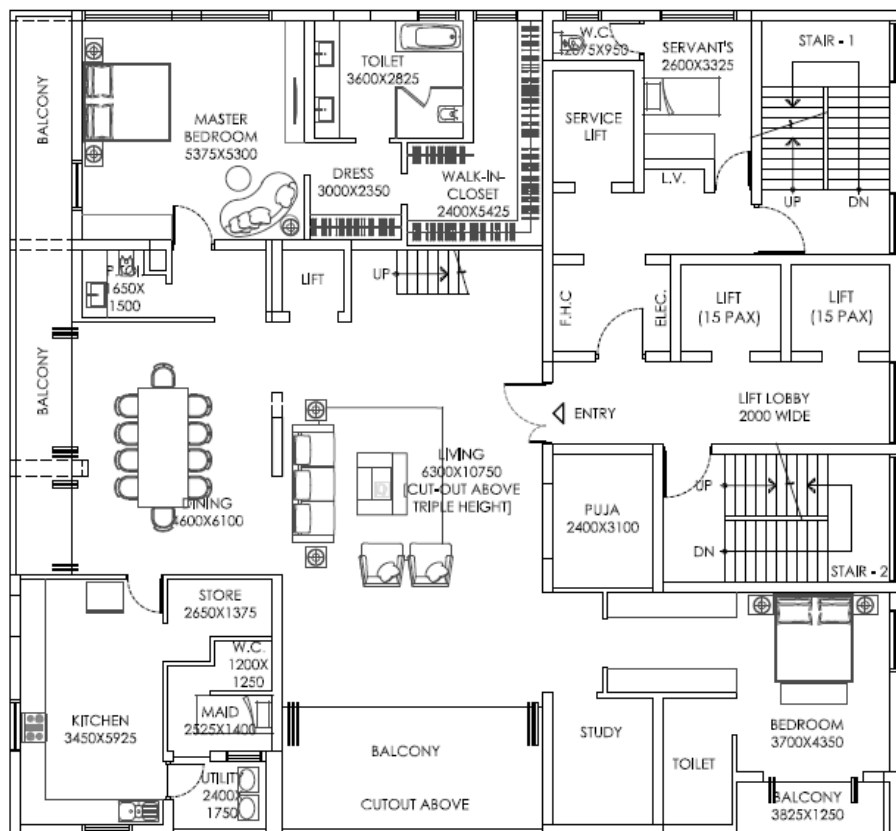 BALCONY
MASTER
BEDROOM
5375X5300
TOILET
3600X2825
DRESS
3000X2350
WALK-IN-
CLOSET
2400X5425
W.C.
SERVANT'S
2600X3325
STAIR - 1
SERVICE
LIFT
L.V.
UP
DN
1650X
1500
LIFT
UP
F.H.C
ELEC.
LIFT
(15 PAX)
LIFT
(15 PAX)
BALCONY
ENTRY
LIFT LOBBY
2000 WIDE
DINING
4600X6100
LIVING
6300X10750
[CUT-OUT ABOVE
TRIPLE HEIGHT]
PUJA
2400X3100
UP
DN
STAIR - 2
STORE
2650X1375
W.C.
1200X
1250
MAID
2525X1400
KITCHEN
3450X5925
UTILITY
2400X
1750
BALCONY
CUTOUT ABOVE
STUDY
TOILET
BEDROOM
3700X4350
BALCONY
3825X1250